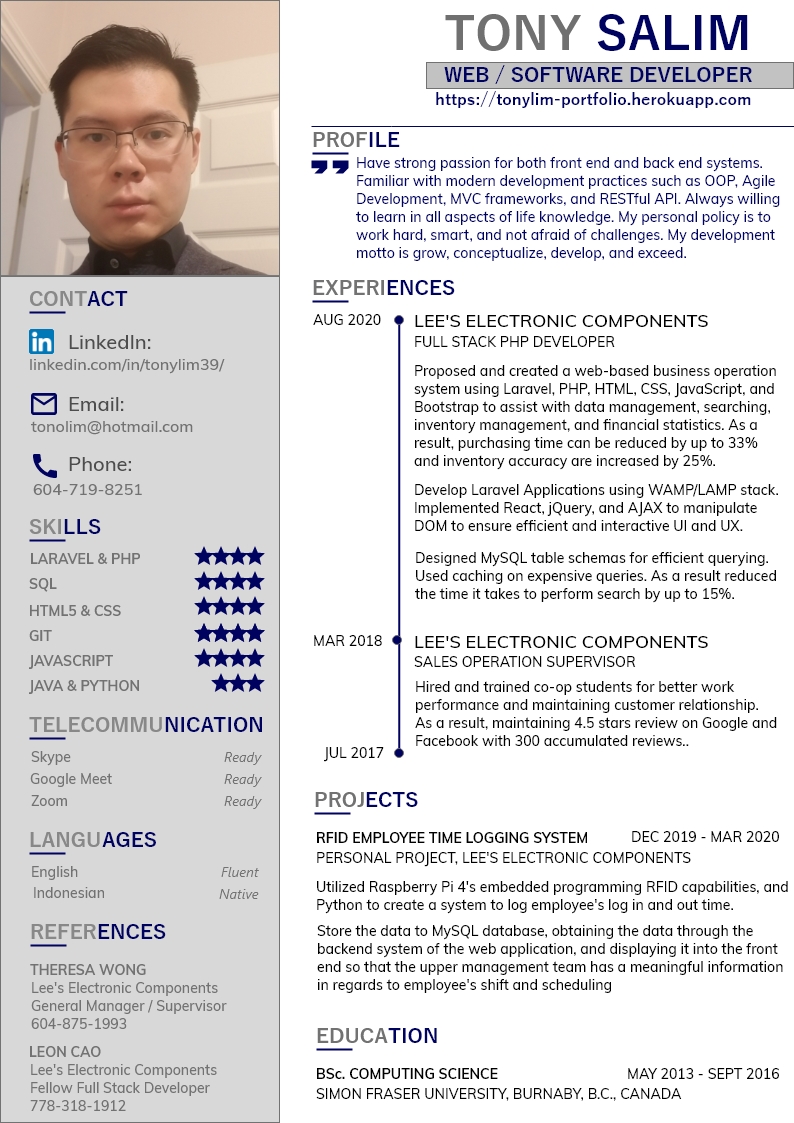 TONY SALIM
WEB / SOFTWARE DEVELOPER
https://tonylim-portfolio.herokuapp.com
CONTACT
LinkedIn:
linkedin.com/in/tonylim39/
Email:
tonolim@hotmail.com
Phone:
604-719-8251
SKILLS
LARAVEL & PHP
SQL
HTML5 & CSS
GIT
JAVASCRIPT
JAVA & PYTHON
TELECOMMUNICATION
Skype Ready
Google Meet Ready
Zoom Ready
LANGUAGES
English Fluent
Indonesian Native
REFERENCES
THERESA WONG
Lee's Electronic Components
General Manager / Supervisor
604-875-1993
LEON CAO
Lee's Electronic Components
Fellow Full Stack Developer
778-318-1912
PROFILE
Have strong passion for both front end and back end systems.
Familiar with modern development practices such as OOP, Agile
Development, MVC frameworks, and RESTful API. Always willing
to learn in all aspects of life knowledge. My personal policy is to
work hard, smart, and not afraid of challenges. My development
motto is grow, conceptualize, develop, and exceed.
EXPERIENCES
AUG 2020 LEE'S ELECTRONIC COMPONENTS
FULL STACK PHP DEVELOPER
Proposed and created a web-based business operation
system using Laravel, PHP, HTML, CSS, JavaScript, and
Bootstrap to assist with data management, searching,
inventory management, and financial statistics. As a
result, purchasing time can be reduced by up to 33%
and inventory accuracy are increased by 25%.
Develop Laravel Applications using WAMP/LAMP stack.
Implemented React, jQuery, and AJAX to manipulate
DOM to ensure efficient and interactive UI and UX.
Designed MySQL table schemas for efficient querying.
Used caching on expensive queries. As a result reduced
the time it takes to perform search by up to 15%.
MAR 2018 LEE'S ELECTRONIC COMPONENTS
SALES OPERATION SUPERVISOR
Hired and trained co-op students for better work
performance and maintaining customer relationship.
As a result, maintaining 4.5 stars review on Google and
Facebook with 300 accumulated reviews..
JUL 2017
PROJECTS
RFID EMPLOYEE TIME LOGGING SYSTEM DEC 2019 - MAR 2020
PERSONAL PROJECT, LEE'S ELECTRONIC COMPONENTS
Utilized Raspberry Pi 4's embedded programming RFID capabilities, and
Python to create a system to log employee's log in and out time.
Store the data to MySQL database, obtaining the data through the
backend system of the web application, and displaying it into the front
end so that the upper management team has a meaningful information
in regards to employee's shift and scheduling
EDUCATION
BSc. COMPUTING SCIENCE MAY 2013 - SEPT 2016
SIMON FRASER UNIVERSITY, BURNABY, B.C., CANADA